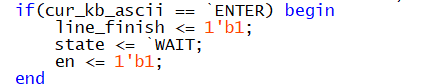 if(cur_kb_ascii == `ENTER) begin
line_finish <= 1'b1;
state <= `WAIT;
en <= 1'b1;
end